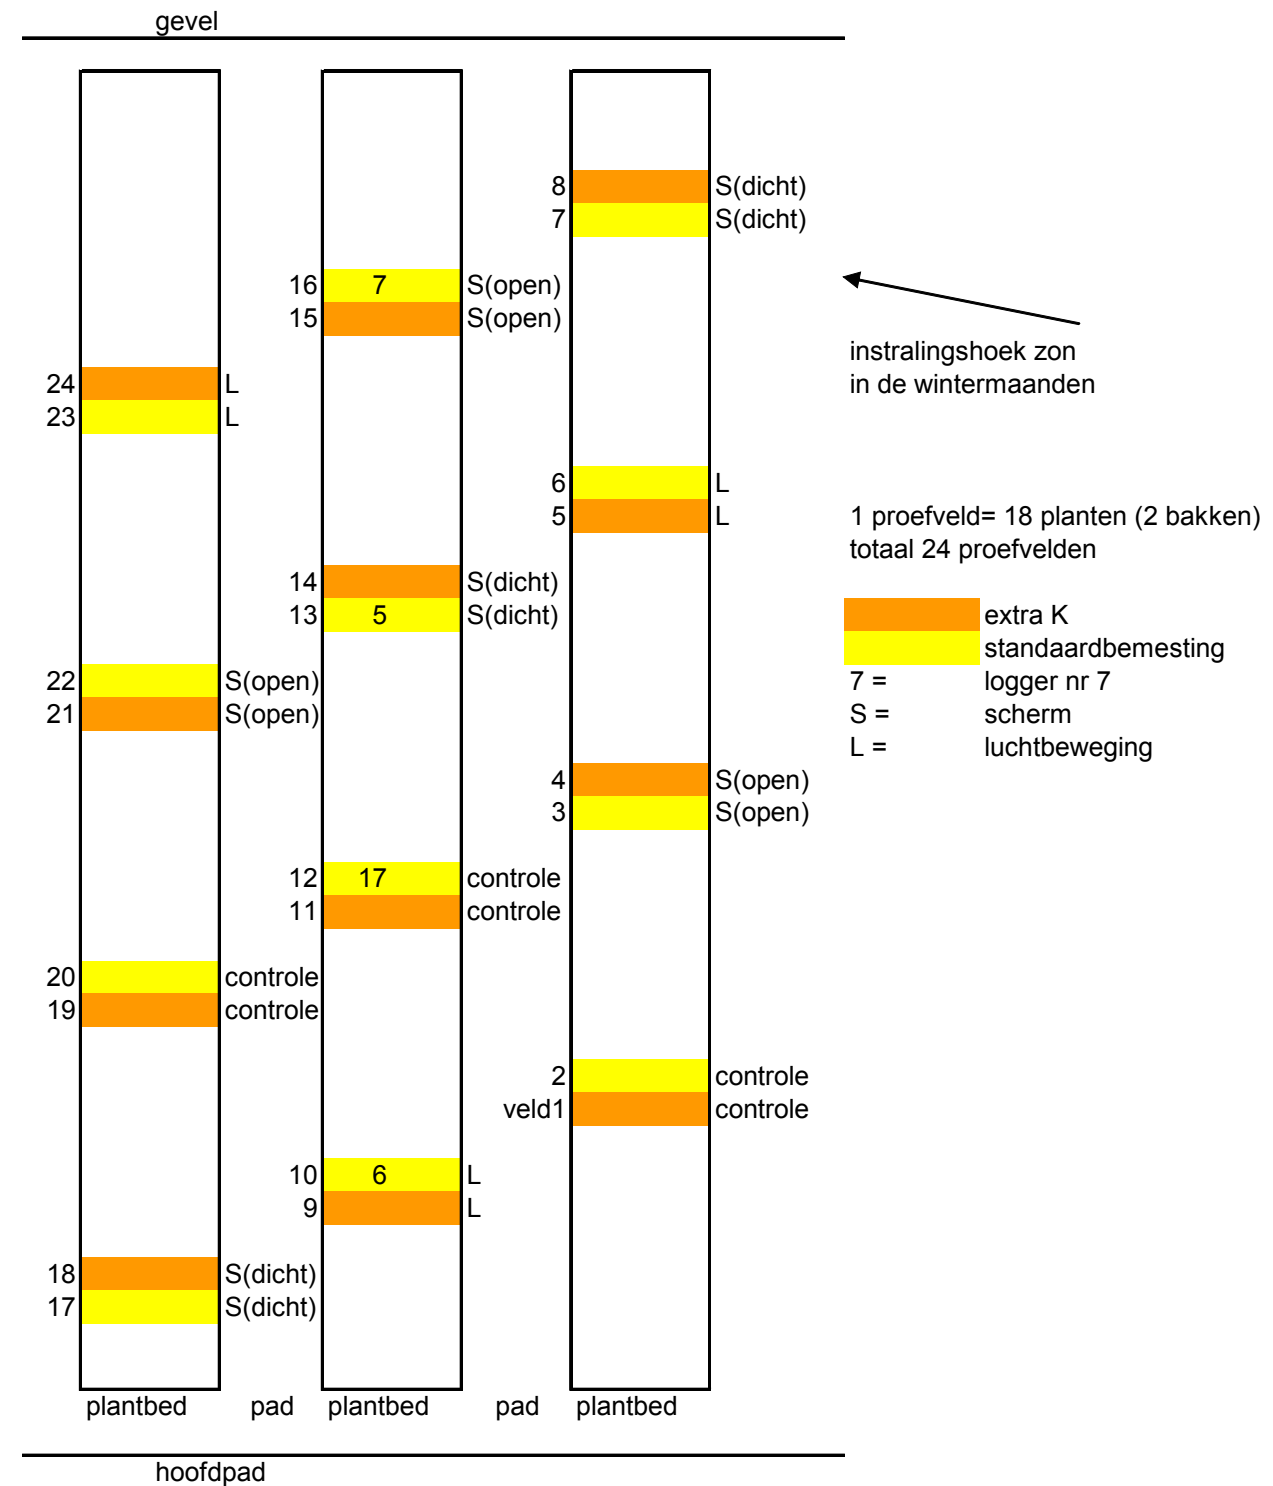 gevel
8 S(dicht)
7 S(dicht)
16 7 S(open)
15 S(open)
instralingshoek zon
in de wintermaanden
24 L
23 L
6 L
5 L
1 proefveld= 18 planten (2 bakken)
totaal 24 proefvelden
14 S(dicht)
13 5 S(dicht)
extra K
standaardbemesting
22 S(open)
21 S(open)
7 = logger nr 7
S = scherm
L = luchtbeweging
4 S(open)
3 S(open)
12 17 controle
11 controle
20 controle
19 controle
2 controle
veld1 controle
10 6 L
9 L
18 S(dicht)
17 S(dicht)
plantbed pad plantbed pad plantbed
hoofdpad